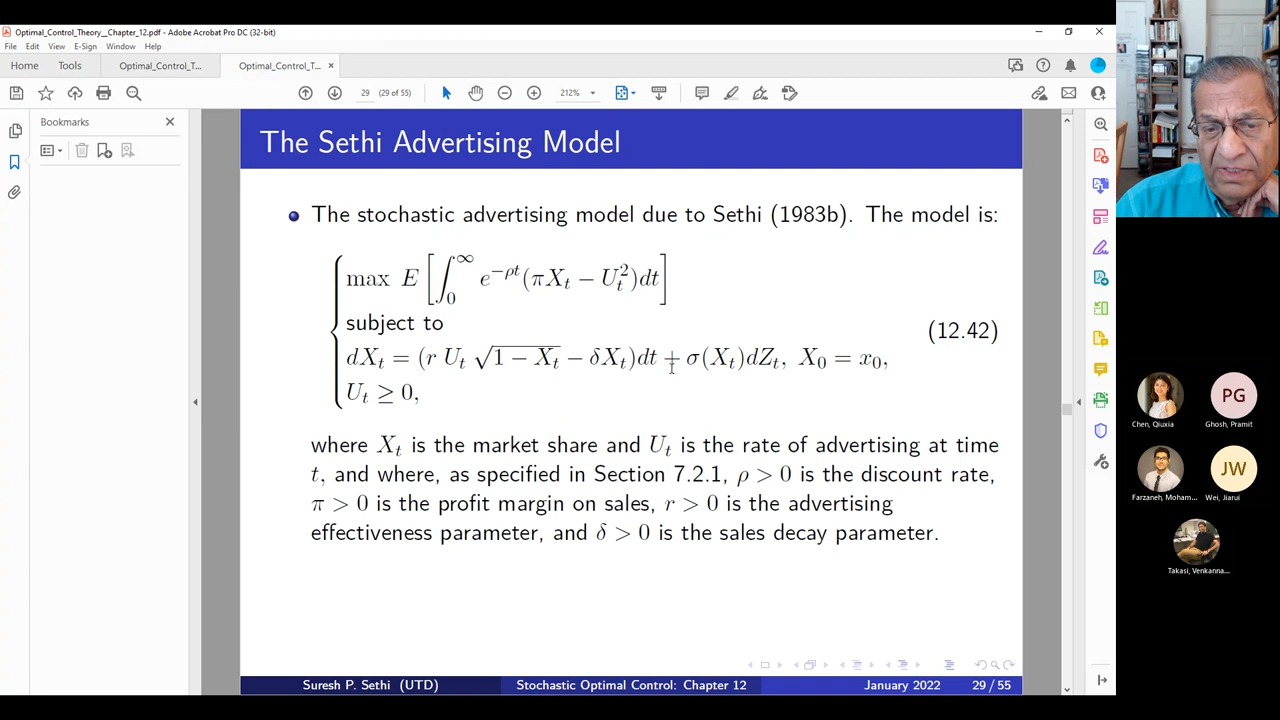 Optimal_Control_Theory__Chapter_12.pdf - Adobe Acrobat Pro DC (32-bit)
File Edit View E-Sign Window Help
Home Tools Optimal_Control_T... Optimal_Control_T... ×
29 (29 of 55) 212%
Bookmarks
The Sethi Advertising Model
The stochastic advertising model due to Sethi (1983b). The model is:
max E [∫₀^∞ e^{−ρt}(πX_t − U_t²)dt]
subject to
dX_t = (r U_t √(1 − X_t) − δX_t)dt + σ(X_t)dZ_t, X_0 = x_0,
U_t ≥ 0,
(12.42)
where X_t is the market share and U_t is the rate of advertising at time
t, and where, as specified in Section 7.2.1, ρ > 0 is the discount rate,
π > 0 is the profit margin on sales, r > 0 is the advertising
effectiveness parameter, and δ > 0 is the sales decay parameter.
Suresh P. Sethi (UTD) Stochastic Optimal Control: Chapter 12 January 2022 29 / 55
Chen, Qiuxia
PG
Ghosh, Pramit
Farzaneh, Moham...
JW
Wei, Jiarui
Takasi, Venkanna...